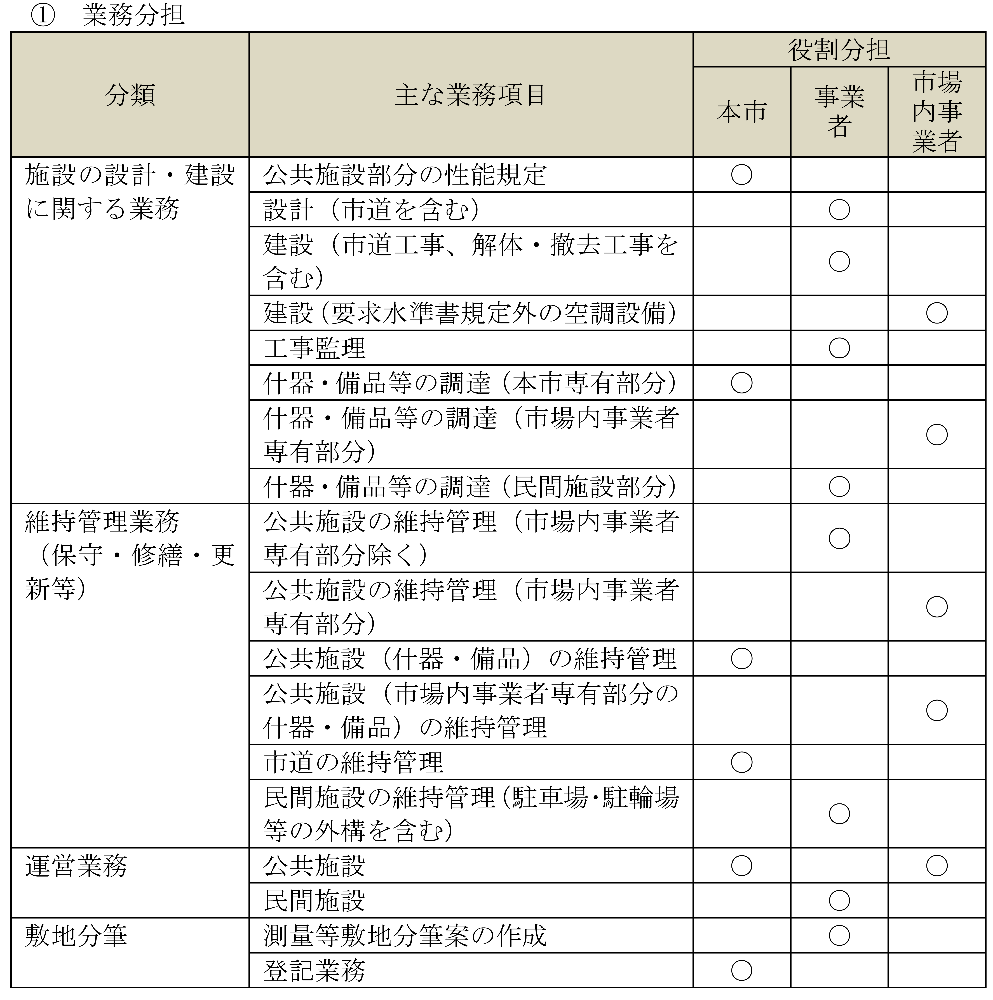 ① 業務分担
分類
主な業務項目
役割分担
本市
事業
者
市場
内事
業者
施設の設計・建設
に関する業務
公共施設部分の性能規定
○
設計（市道を含む）
○
建設（市道工事、解体・撤去工事を
含む）
○
建設（要求水準書規定外の空調設備）
○
工事監理
○
什器・備品等の調達（本市専有部分）
○
什器・備品等の調達（市場内事業者
専有部分）
○
什器・備品等の調達（民間施設部分）
○
維持管理業務
（保守・修繕・更
新等）
公共施設の維持管理（市場内事業者
専有部分除く）
○
公共施設の維持管理（市場内事業者
専有部分）
○
公共施設（什器・備品）の維持管理
○
公共施設（市場内事業者専有部分の
什器・備品）の維持管理
○
市道の維持管理
○
民間施設の維持管理（駐車場・駐輪場
等の外構を含む）
○
運営業務
公共施設
○ ○
民間施設
○
敷地分筆
測量等敷地分筆案の作成
○
登記業務
○